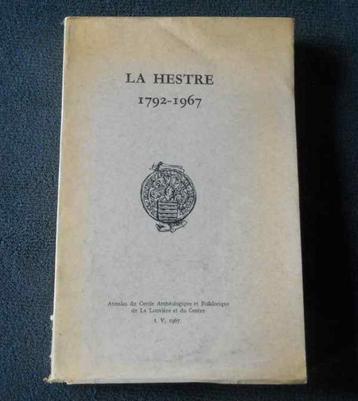 LA HESTRE
1792-1967
Annales du Cercle Archéologique et Folklorique
de La Louvière et du Centre
t. V, 1967